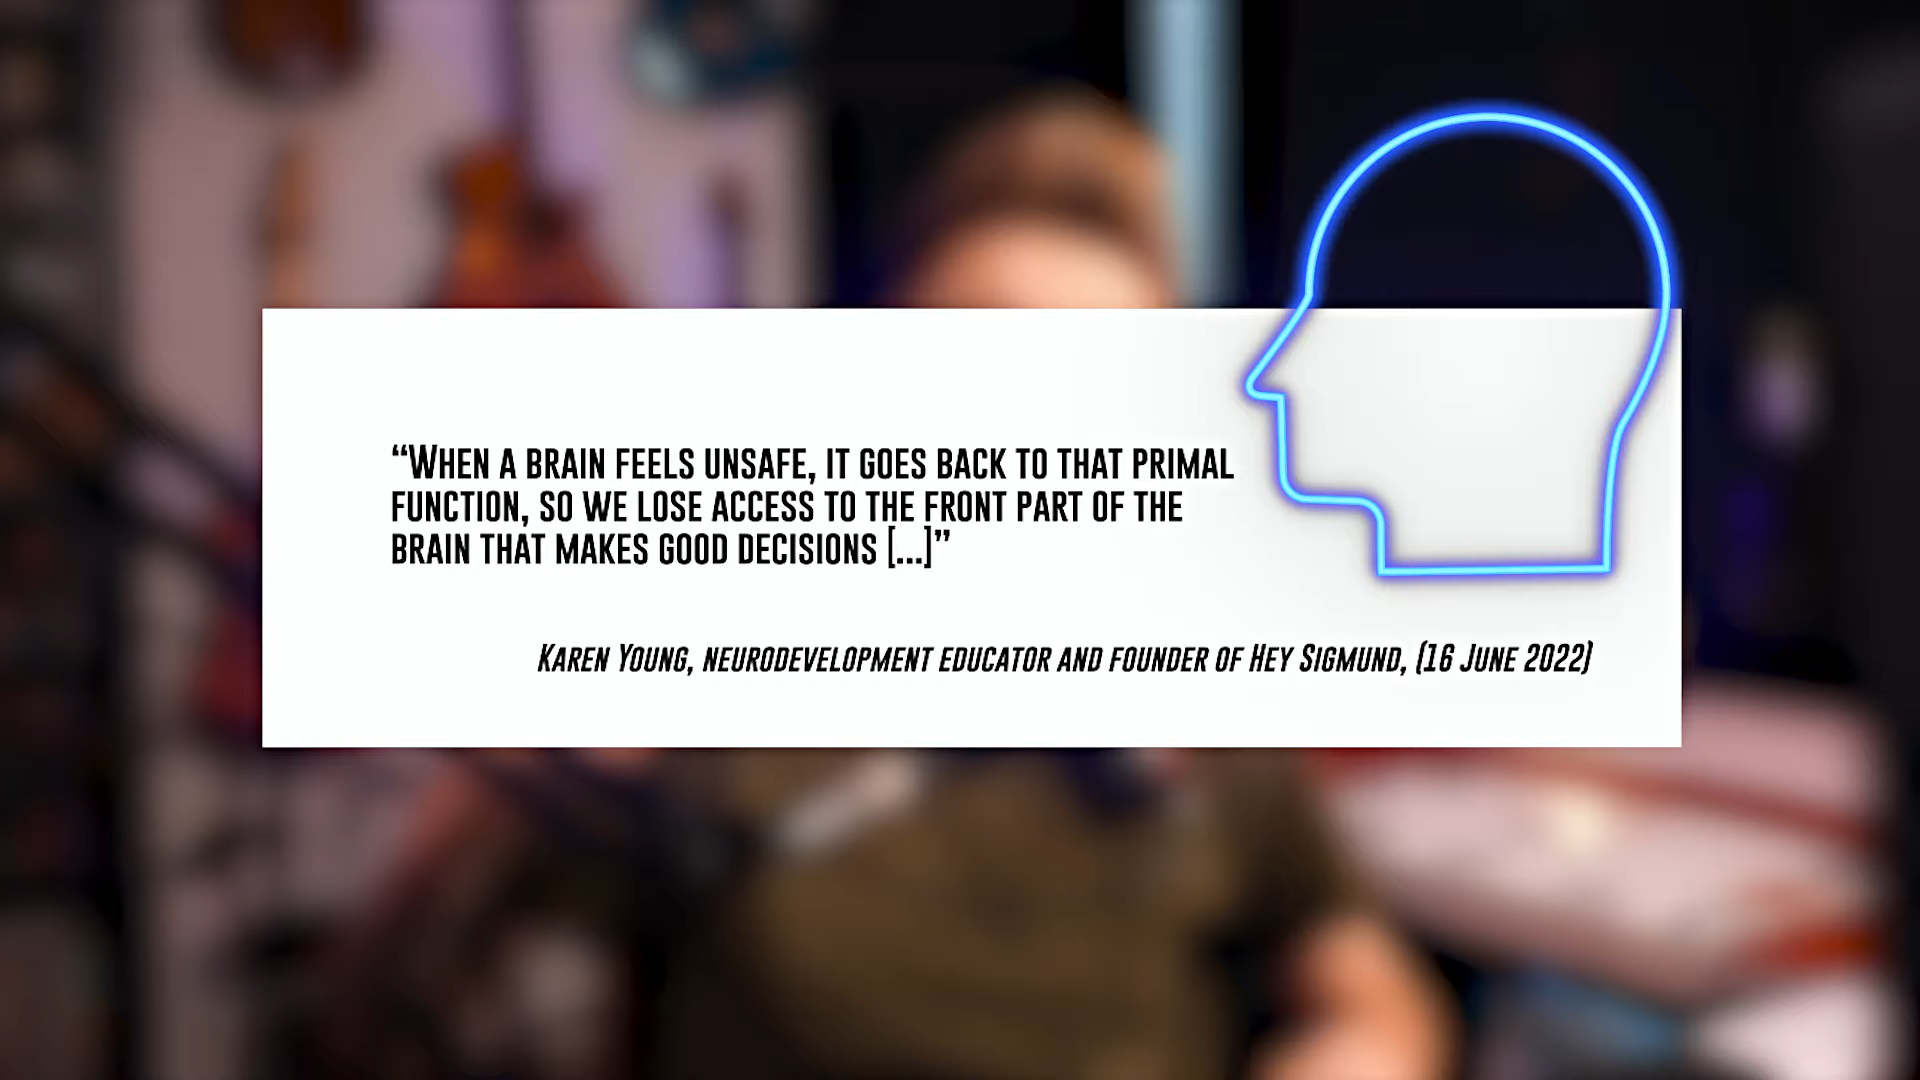 “When a brain feels unsafe, it goes back to that primal
function, so we lose access to the front part of the
brain that makes good decisions [...]”
Karen Young, neurodevelopment educator and founder of Hey Sigmund, (16 June 2022)